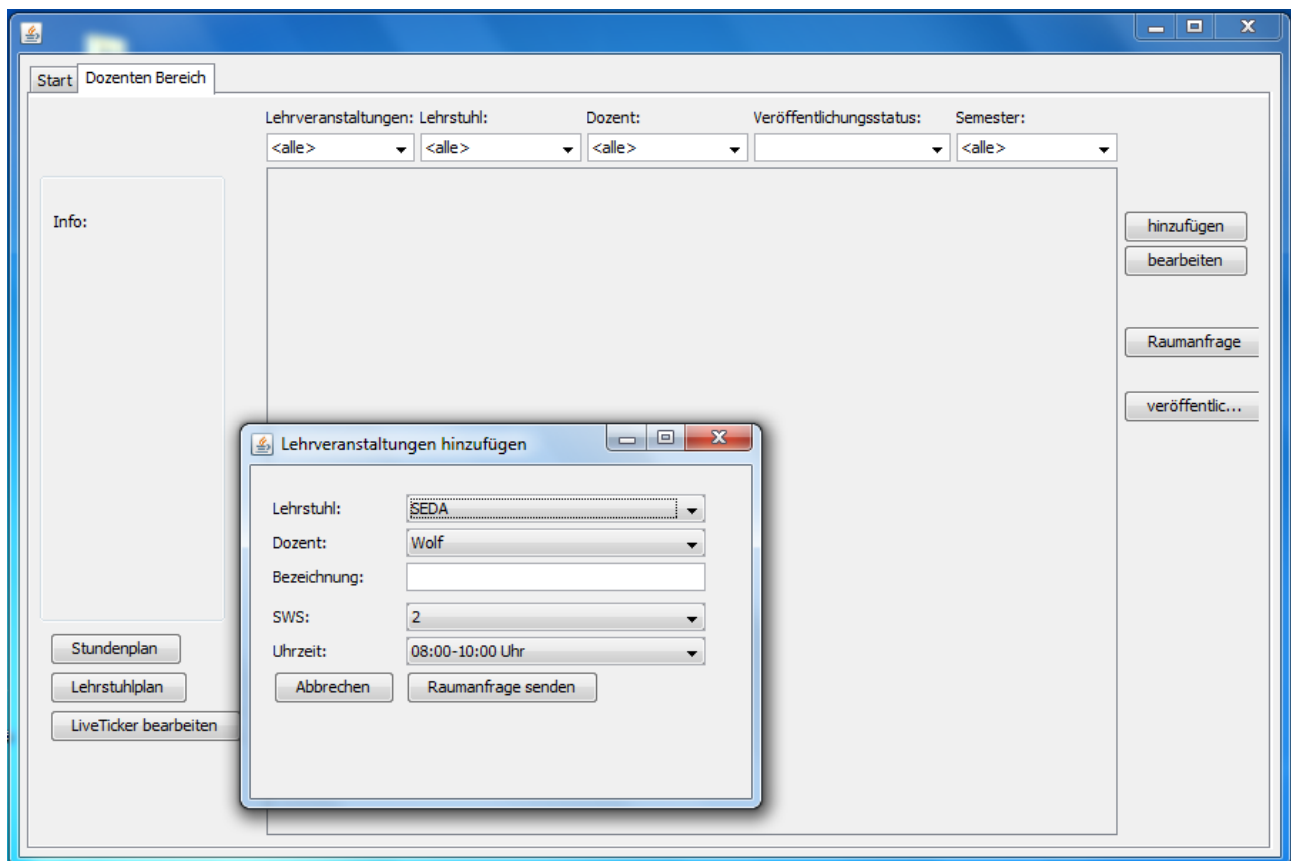 Start Dozenten Bereich
Lehrveranstaltungen: Lehrstuhl: Dozent: Veröffentlichungsstatus: Semester:
<alle> <alle> <alle> <alle>
Info:
hinzufügen
bearbeiten
Raumanfrage
veröffentlic...
Lehrveranstaltungen hinzufügen
Lehrstuhl: SEDA
Dozent: Wolf
Bezeichnung:
SWS: 2
Uhrzeit: 08:00-10:00 Uhr
Abbrechen Raumanfrage senden
Stundenplan
Lehrstuhlplan
LiveTicker bearbeiten